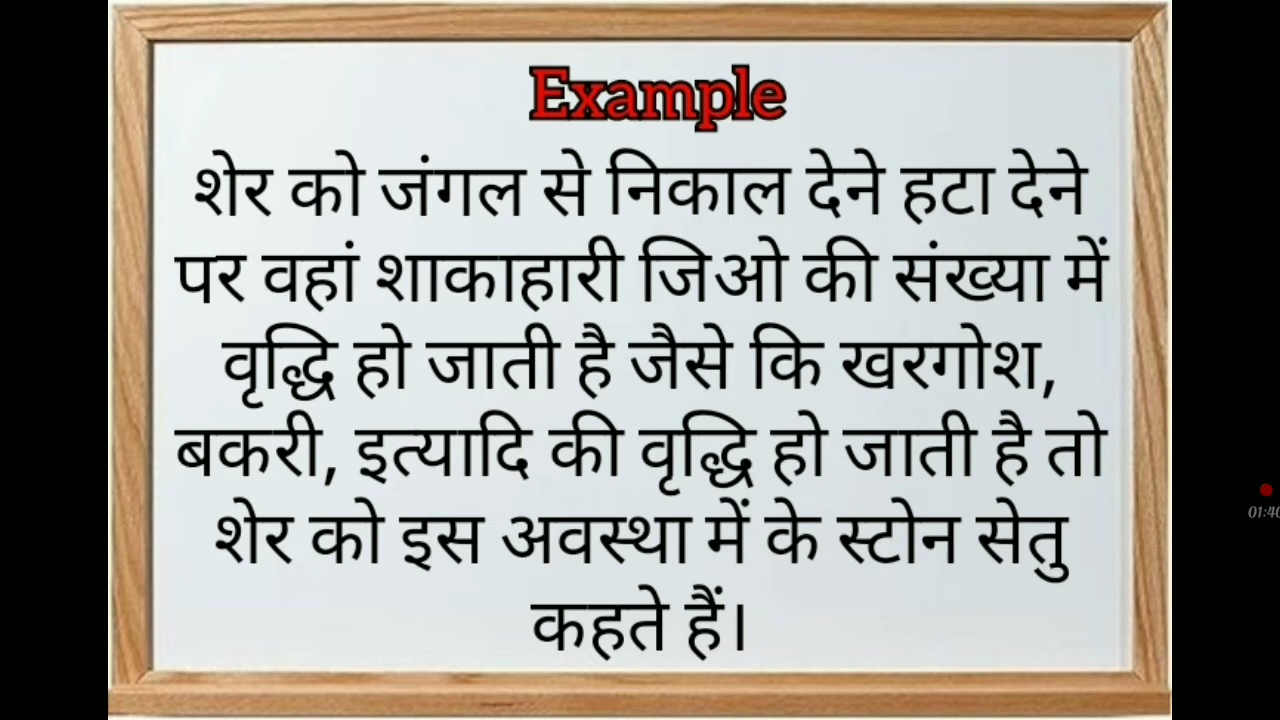 Example
शेर को जंगल से निकाल देने हटा देने
पर वहां शाकाहारी जिओ की संख्या में
वृद्धि हो जाती है जैसे कि खरगोश,
बकरी, इत्यादि की वृद्धि हो जाती है तो
शेर को इस अवस्था में के स्टोन सेतु
कहते हैं।